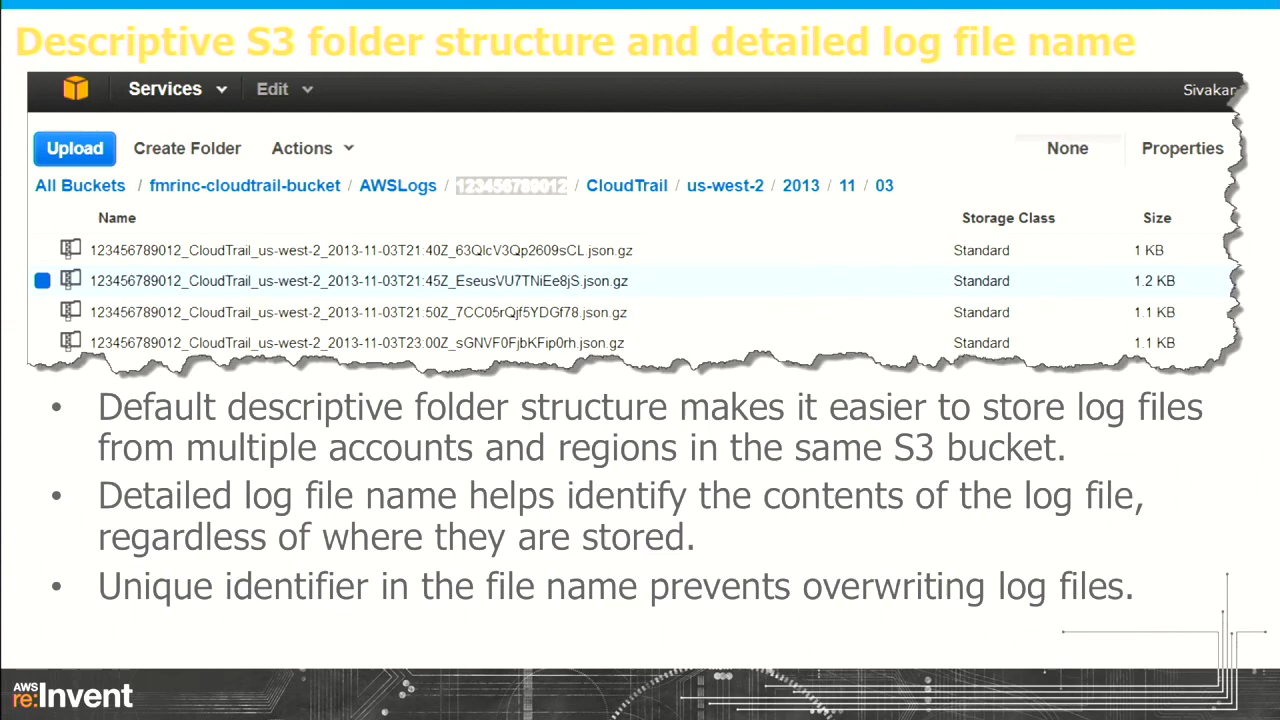 Descriptive S3 folder structure and detailed log file name
Services Edit Sivakar
Upload Create Folder Actions None Properties
All Buckets / fmrinc-cloudtrail-bucket / AWSLogs / 123456789012 / CloudTrail / us-west-2 / 2013 / 11 / 03
Name Storage Class Size
123456789012_CloudTrail_us-west-2_2013-11-03T21:40Z_63QlcV3Qp2609sCL.json.gz Standard 1 KB
123456789012_CloudTrail_us-west-2_2013-11-03T21:45Z_EseusVU7TNiEe8jS.json.gz Standard 1.2 KB
123456789012_CloudTrail_us-west-2_2013-11-03T21:50Z_7CC05rQjf5YDGf78.json.gz Standard 1.1 KB
123456789012_CloudTrail_us-west-2_2013-11-03T23:00Z_sGNVF0FjbKFip0rh.json.gz Standard 1.1 KB
• Default descriptive folder structure makes it easier to store log files
from multiple accounts and regions in the same S3 bucket.
• Detailed log file name helps identify the contents of the log file,
regardless of where they are stored.
• Unique identifier in the file name prevents overwriting log files.
AWS
re:Invent